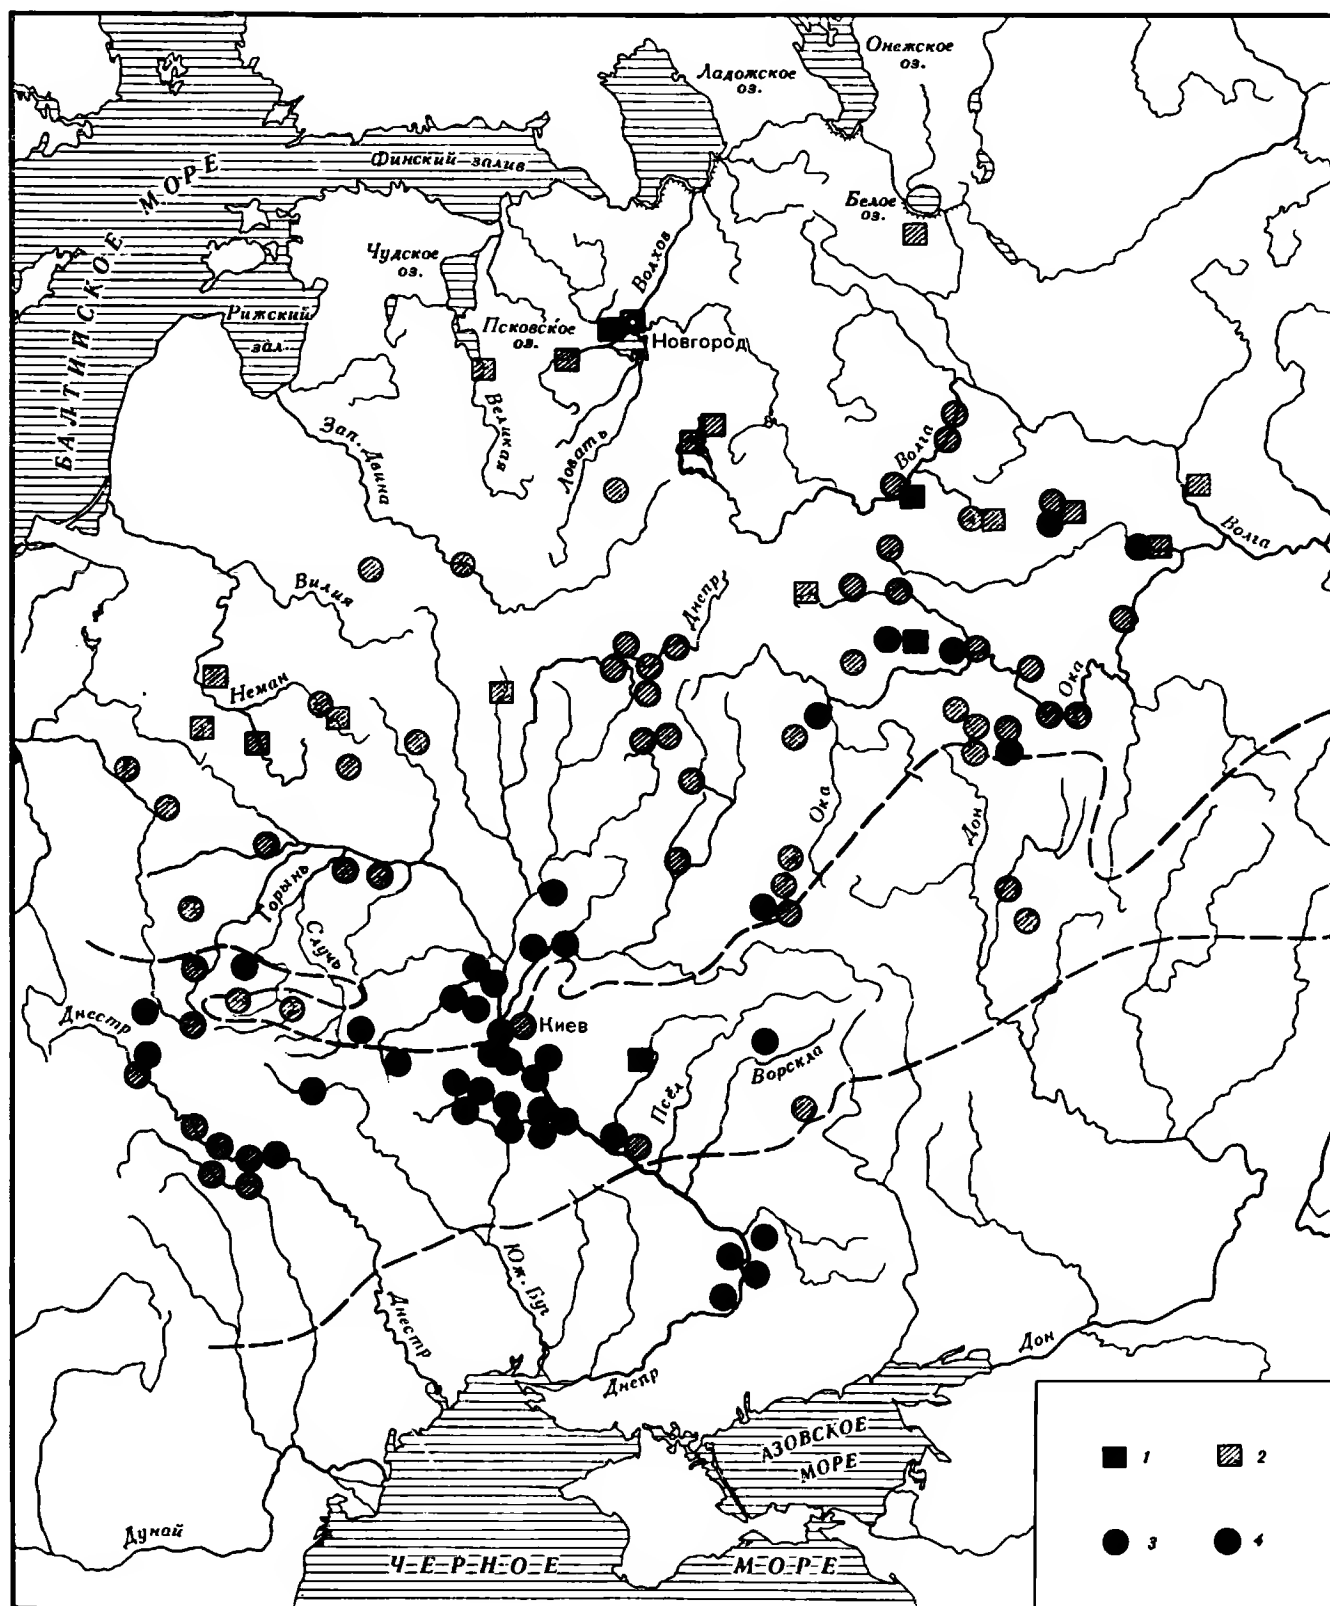 Онежское
оз.
Ладожское
оз.
Финский залив
БАЛТИЙСКОЕ МОРЕ
Белое
оз.
Чудское
оз.
Волхов
Рижский
зал.
Псковское
оз.
Новгород
Великая
Зап. Двина
Ловать
Волга
Волга
Вилия
Днепр
Неман
Ока
Ока
Дон
Горынь
Случь
Днестр
Киев
Псёл
Ворскла
Юж. Буг
Днестр
Днепр
Дон
АЗОВСКОЕ
МОРЕ
Дунай
ЧЕРНОЕ МОРЕ
1
2
3
4